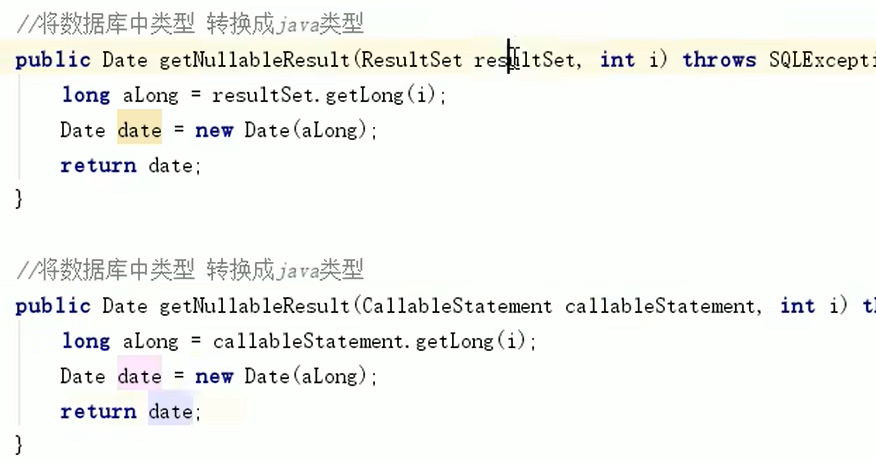 //将数据库中类型 转换成java类型
public Date getNullableResult(ResultSet resultSet, int i) throws SQLExcepti
long aLong = resultSet.getLong(i);
Date date = new Date(aLong);
return date;
}
//将数据库中类型 转换成java类型
public Date getNullableResult(CallableStatement callableStatement, int i) th
long aLong = callableStatement.getLong(i);
Date date = new Date(aLong);
return date;
}